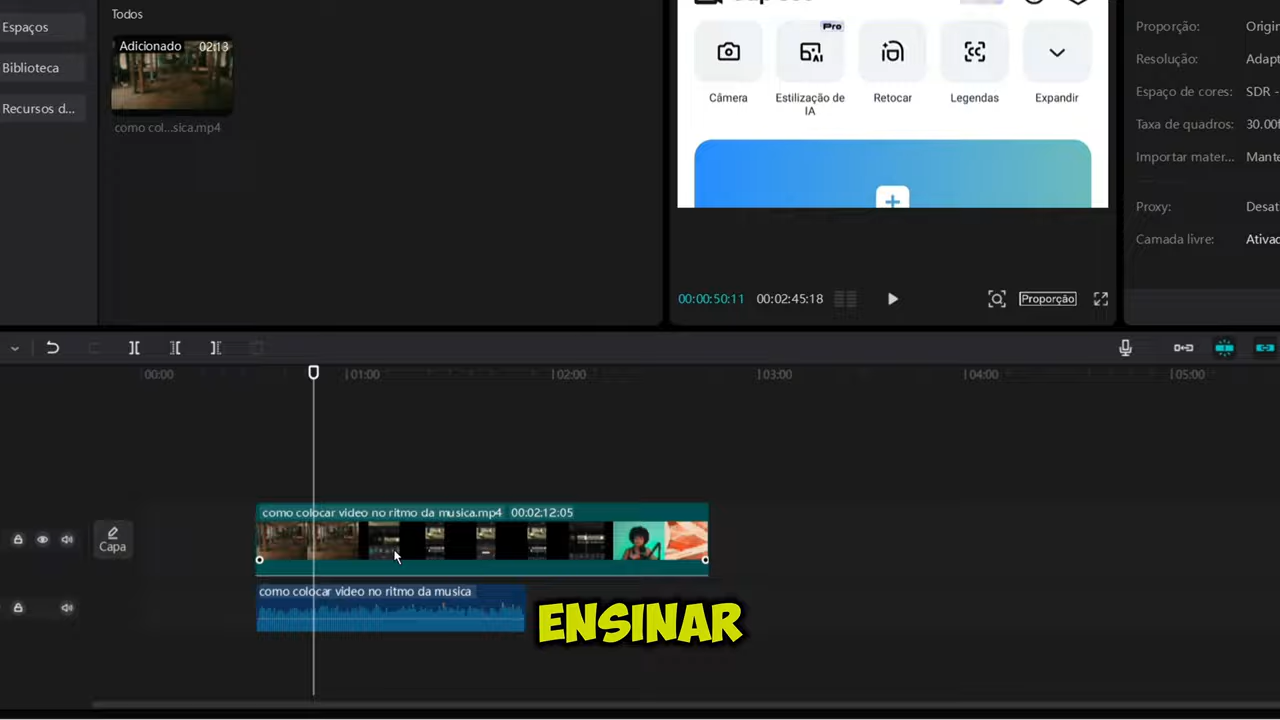 Espaços
Biblioteca
Recursos d...
Todos
Adicionado 02:13
como col...sica.mp4
Pro
Câmera
Estilização de
IA
Retocar
Legendas
Expandir
00:00:50:11 00:02:45:18
Proporção
Proporção: Origin
Resolução: Adapt
Espaço de cores: SDR -
Taxa de quadros: 30.00f
Importar mater... Mante
Proxy: Desat
Camada livre: Ativad
00:00 |01:00 |02:00 |03:00 |04:00 |05:00
Capa
como colocar video no ritmo da musica.mp4 00:02:12:05
como colocar video no ritmo da musica
ENSINAR